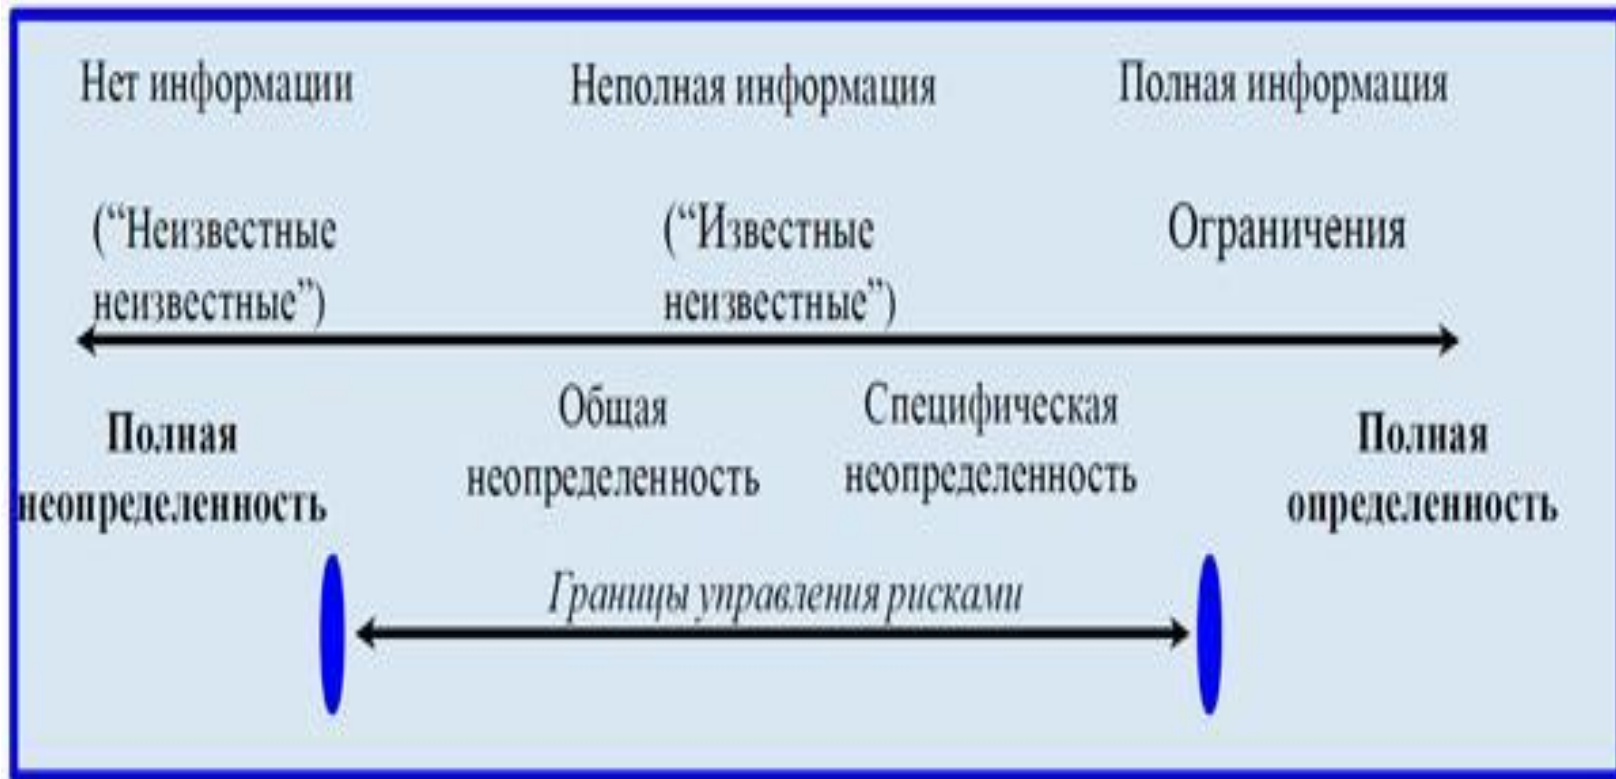 Нет информации
Неполная информация
Полная информация
(“Неизвестные
неизвестные”)
(“Известные
неизвестные”)
Ограничения
Полная
неопределенность
Общая
неопределенность
Специфическая
неопределенность
Полная
определенность
Границы управления рисками